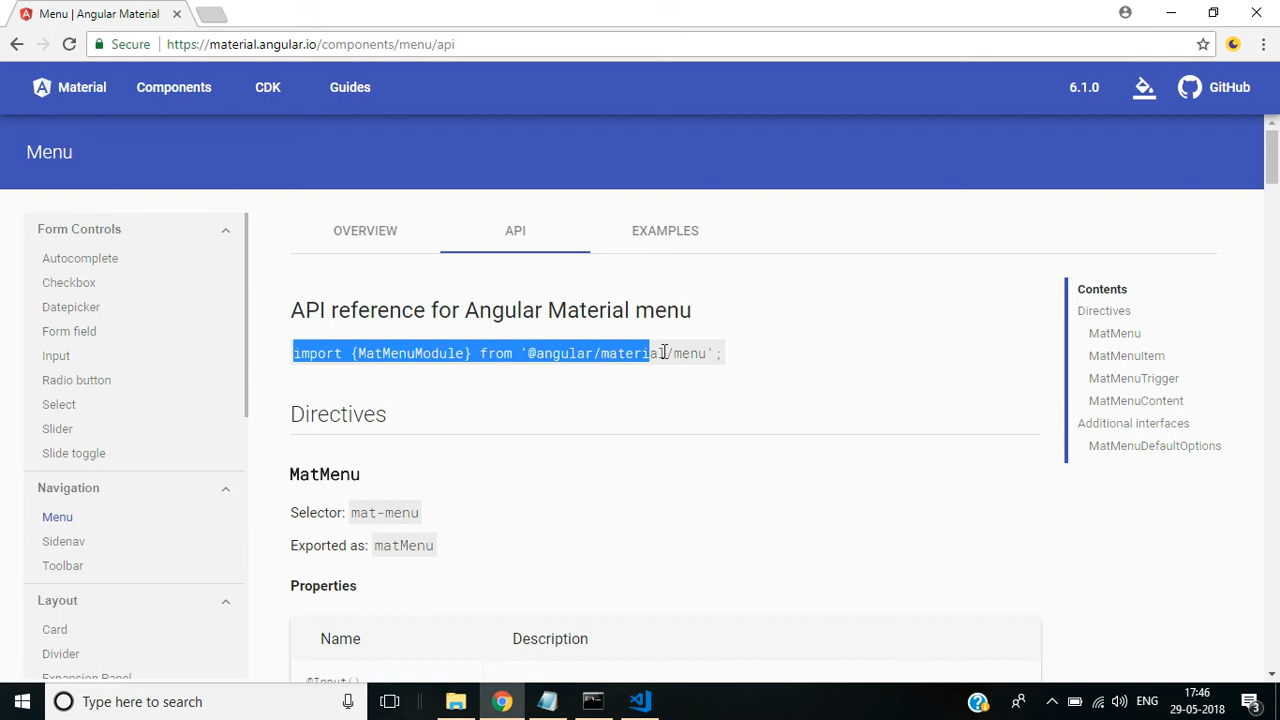 Menu | Angular Material
Secure
https://material.angular.io/components/menu/api
Material
Components
CDK
Guides
6.1.0
GitHub
Menu
Form Controls
Autocomplete
Checkbox
Datepicker
Form field
Input
Radio button
Select
Slider
Slide toggle
Navigation
Menu
Sidenav
Toolbar
Layout
Card
Divider
Expansion Panel
OVERVIEW
API
EXAMPLES
API reference for Angular Material menu
import {MatMenuModule} from '@angular/material/menu';
Directives
MatMenu
Selector: mat-menu
Exported as: matMenu
Properties
Name
Description
@Input()
Contents
Directives
MatMenu
MatMenuItem
MatMenuTrigger
MatMenuContent
Additional interfaces
MatMenuDefaultOptions
Type here to search
ENG
17:46
29-05-2018
3